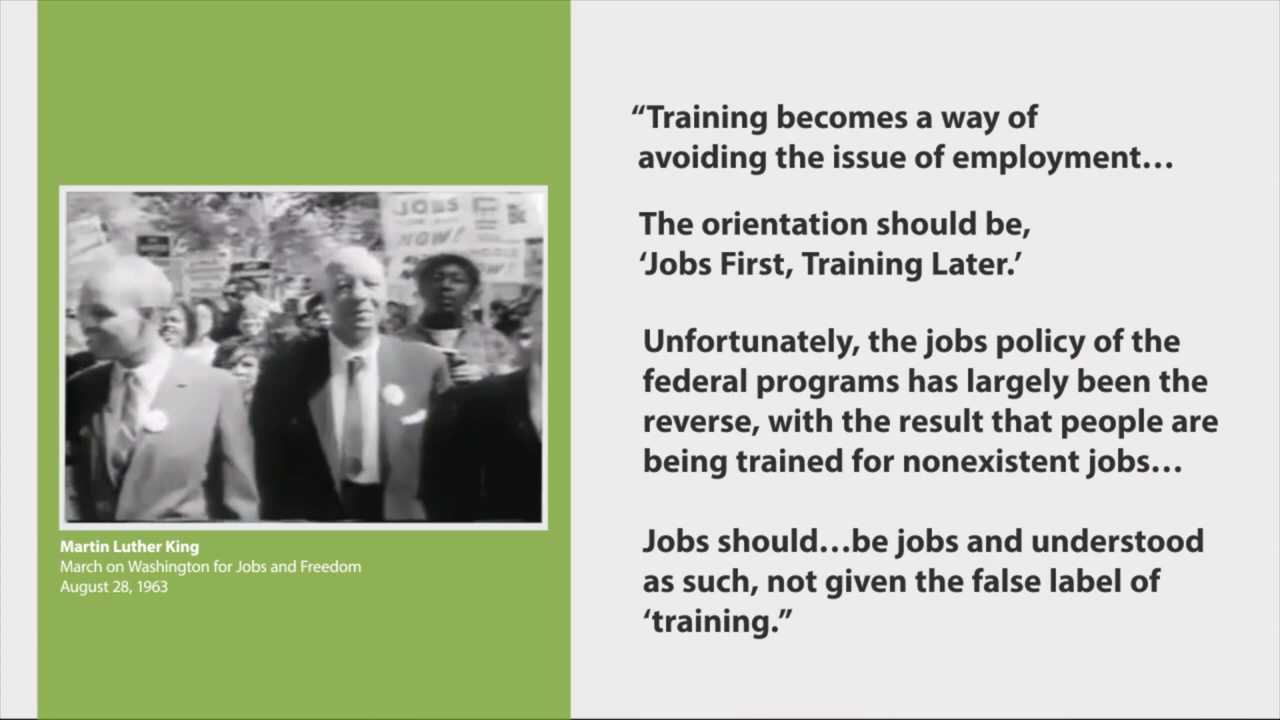 JOBS
NOW!
Martin Luther King
March on Washington for Jobs and Freedom
August 28, 1963
“Training becomes a way of
avoiding the issue of employment…
The orientation should be,
‘Jobs First, Training Later.’
Unfortunately, the jobs policy of the
federal programs has largely been the
reverse, with the result that people are
being trained for nonexistent jobs…
Jobs should…be jobs and understood
as such, not given the false label of
‘training.”